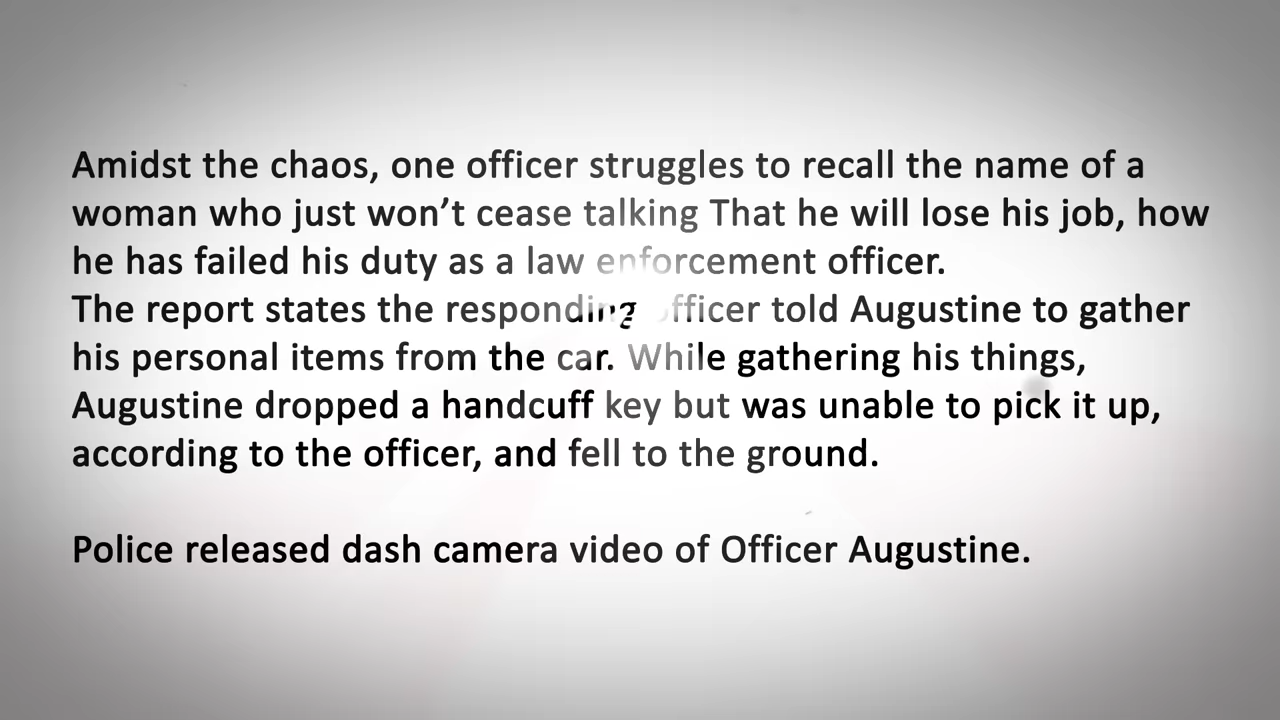 Amidst the chaos, one officer struggles to recall the name of a
woman who just won’t cease talking That he will lose his job, how
he has failed his duty as a law enforcement officer.
The report states the responding officer told Augustine to gather
his personal items from the car. While gathering his things,
Augustine dropped a handcuff key but was unable to pick it up,
according to the officer, and fell to the ground.
Police released dash camera video of Officer Augustine.